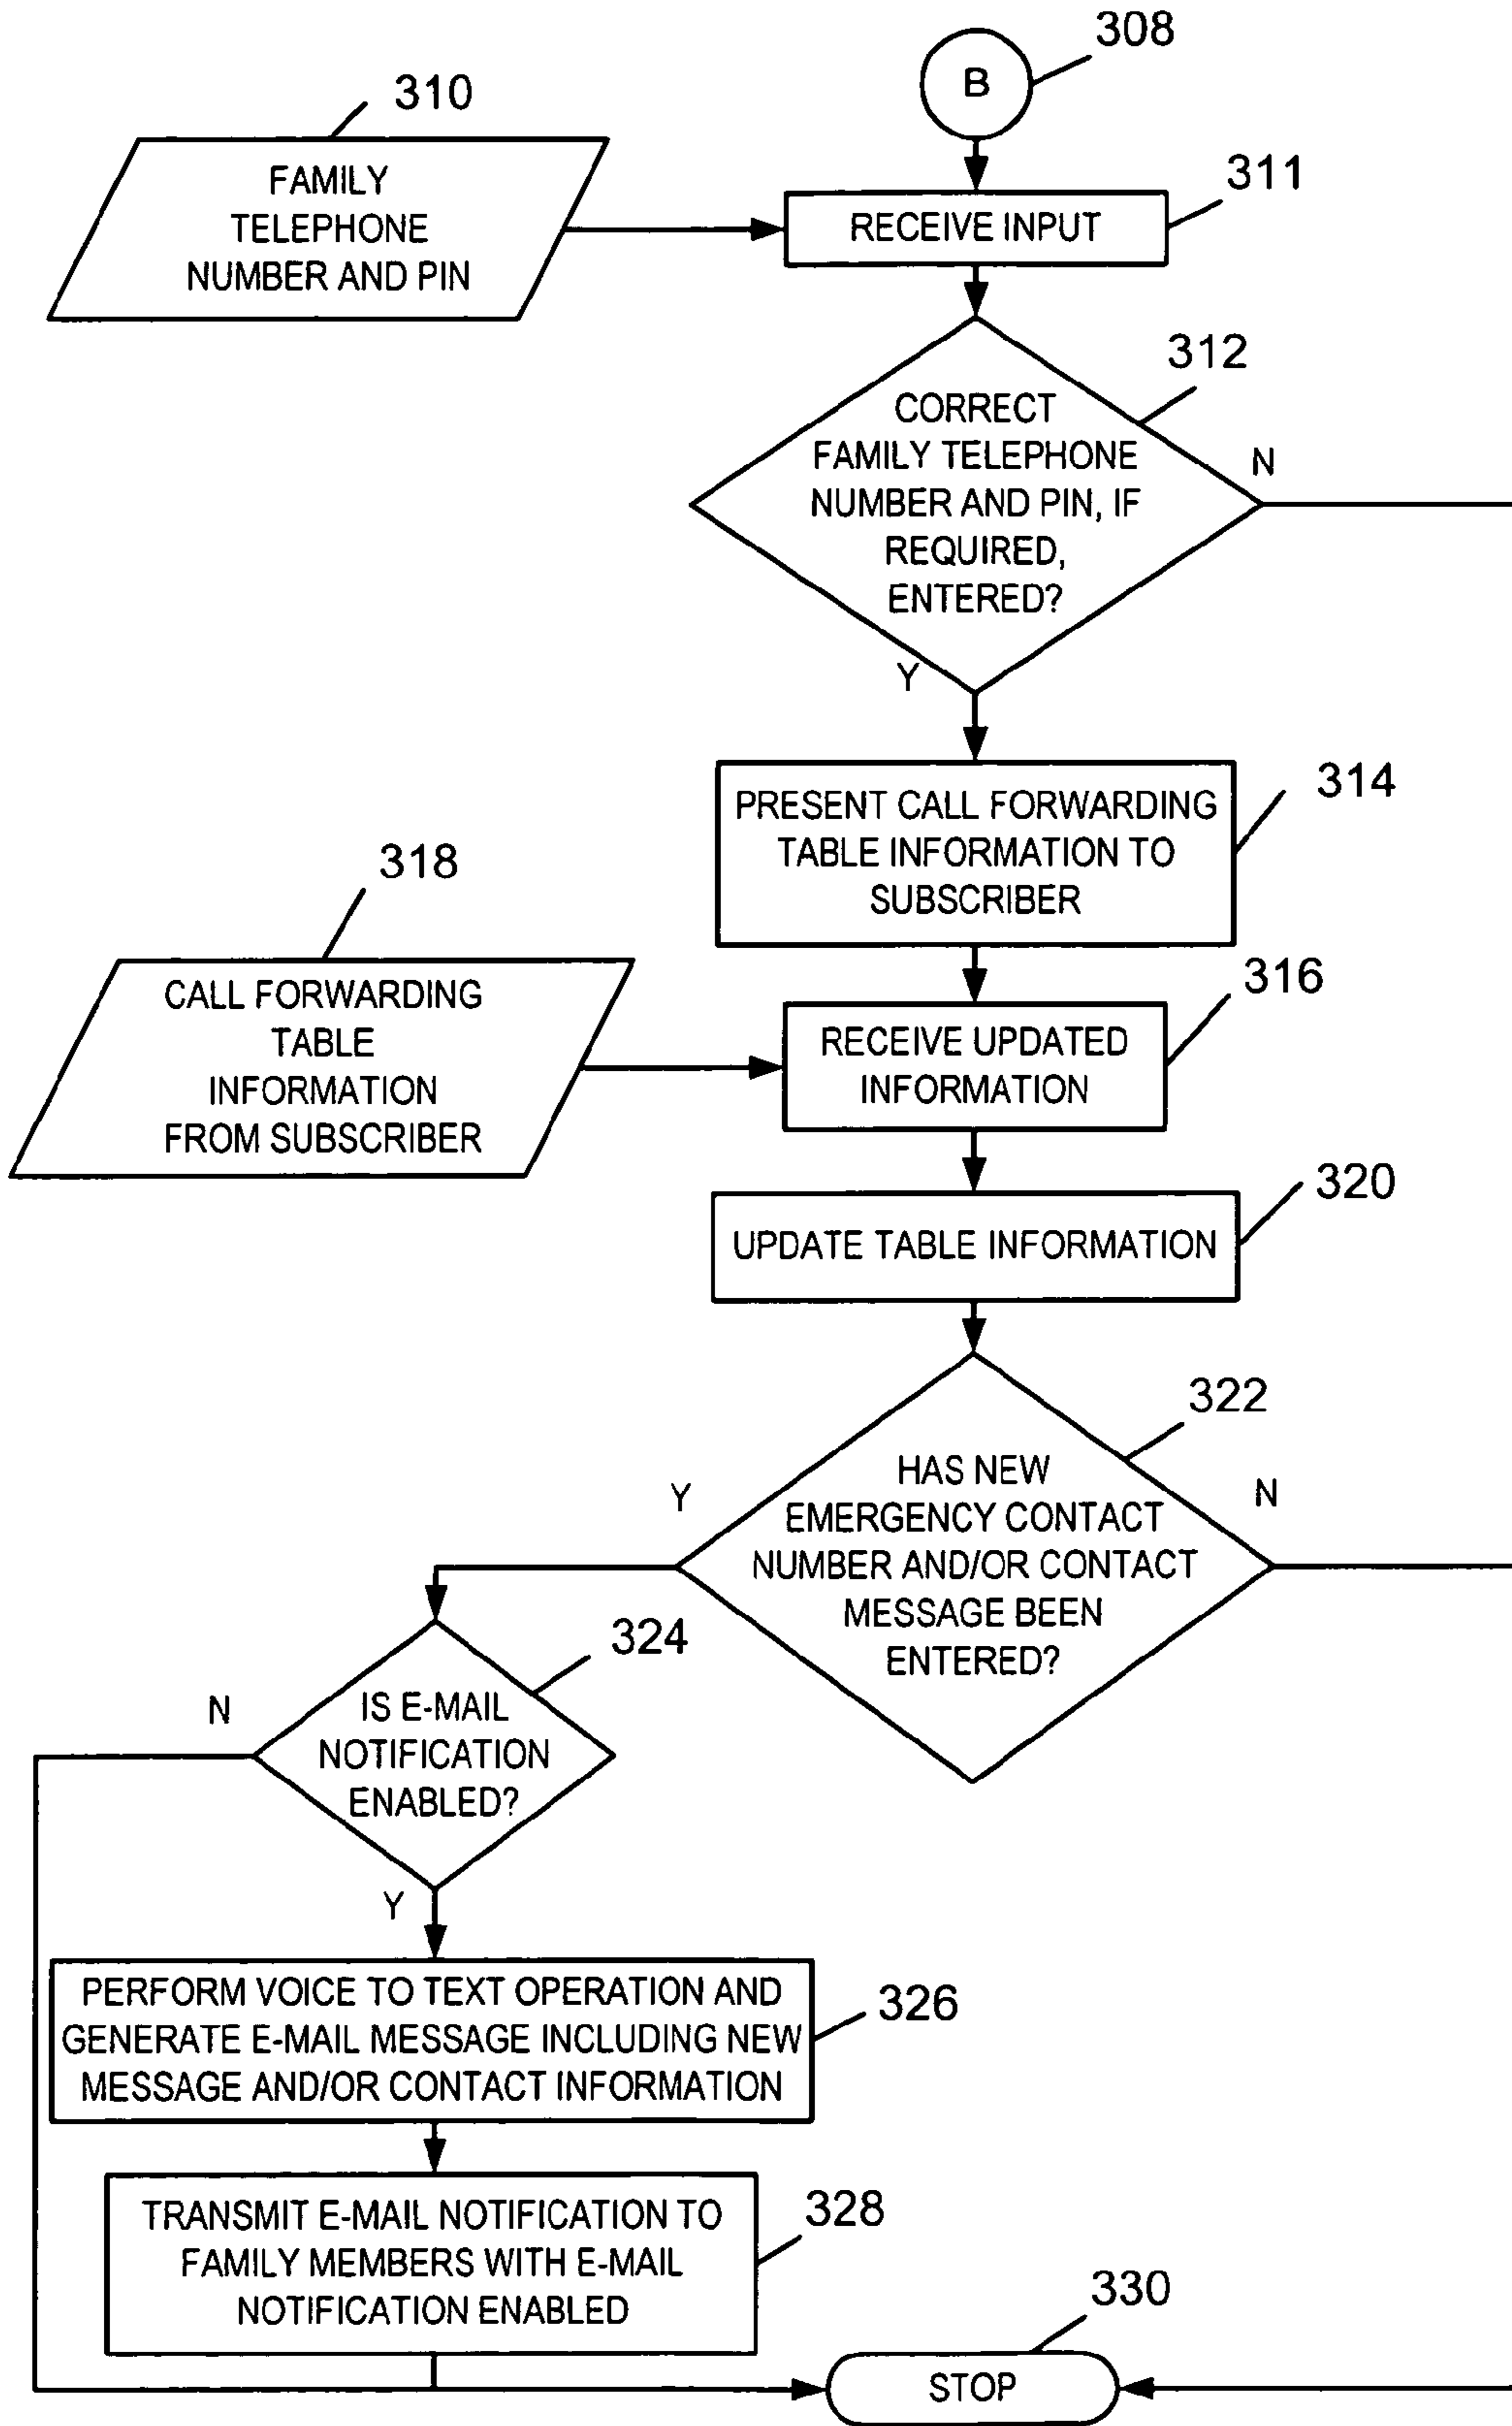 308
B
310
FAMILY
TELEPHONE
NUMBER AND PIN
311
RECEIVE INPUT
312
CORRECT
FAMILY TELEPHONE
NUMBER AND PIN, IF
REQUIRED,
ENTERED?
N
Y
314
PRESENT CALL FORWARDING
TABLE INFORMATION TO
SUBSCRIBER
318
CALL FORWARDING
TABLE
INFORMATION
FROM SUBSCRIBER
316
RECEIVE UPDATED
INFORMATION
320
UPDATE TABLE INFORMATION
322
HAS NEW
EMERGENCY CONTACT
NUMBER AND/OR CONTACT
MESSAGE BEEN
ENTERED?
Y
N
324
IS E-MAIL
NOTIFICATION
ENABLED?
N
Y
PERFORM VOICE TO TEXT OPERATION AND
GENERATE E-MAIL MESSAGE INCLUDING NEW
MESSAGE AND/OR CONTACT INFORMATION
326
TRANSMIT E-MAIL NOTIFICATION TO
FAMILY MEMBERS WITH E-MAIL
NOTIFICATION ENABLED
328
330
STOP